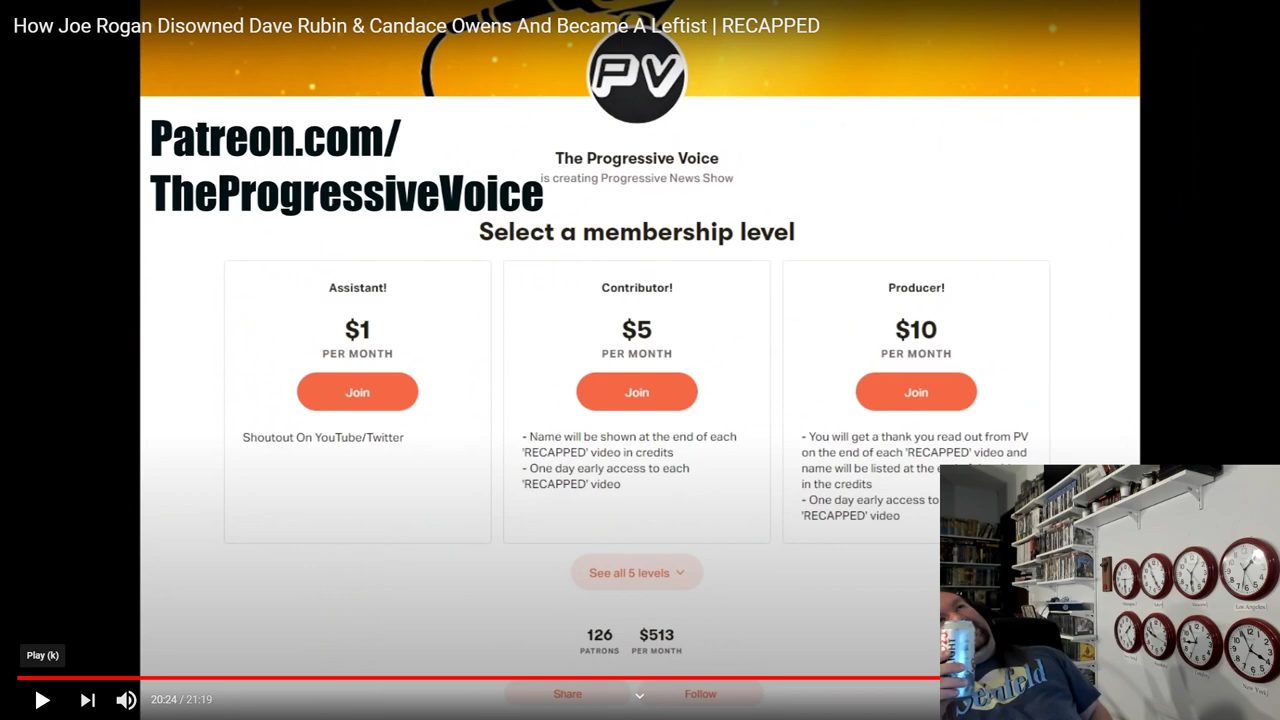 How Joe Rogan Disowned Dave Rubin & Candace Owens And Became A Leftist | RECAPPED
PV
Patreon.com/
TheProgressiveVoice
The Progressive Voice
is creating Progressive News Show
Select a membership level
Assistant!
$1
PER MONTH
Join
Shoutout On YouTube/Twitter
Contributor!
$5
PER MONTH
Join
- Name will be shown at the end of each
'RECAPPED' video in credits
- One day early access to each
'RECAPPED' video
Producer!
$10
PER MONTH
Join
- You will get a thank you read out from PV
on the end of each 'RECAPPED' video and
name will be listed at the
in the credits
- One day early access to
'RECAPPED' video
See all 5 levels
126
PATRONS
$513
PER MONTH
Share
Follow
Play (k)
20:24 / 21:19
Los Angeles
New York